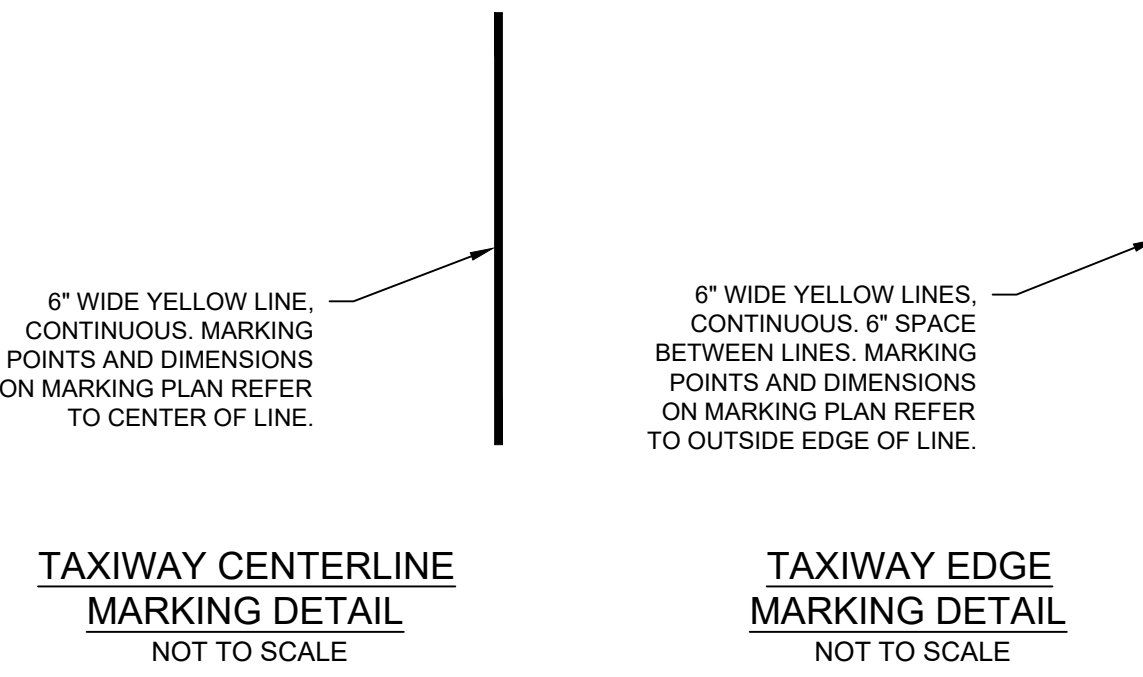 6" WIDE YELLOW LINE,
CONTINUOUS. MARKING
POINTS AND DIMENSIONS
ON MARKING PLAN REFER
TO CENTER OF LINE.
TAXIWAY CENTERLINE
MARKING DETAIL
NOT TO SCALE
6" WIDE YELLOW LINES,
CONTINUOUS. 6" SPACE
BETWEEN LINES. MARKING
POINTS AND DIMENSIONS
ON MARKING PLAN REFER
TO OUTSIDE EDGE OF LINE.
TAXIWAY EDGE
MARKING DETAIL
NOT TO SCALE